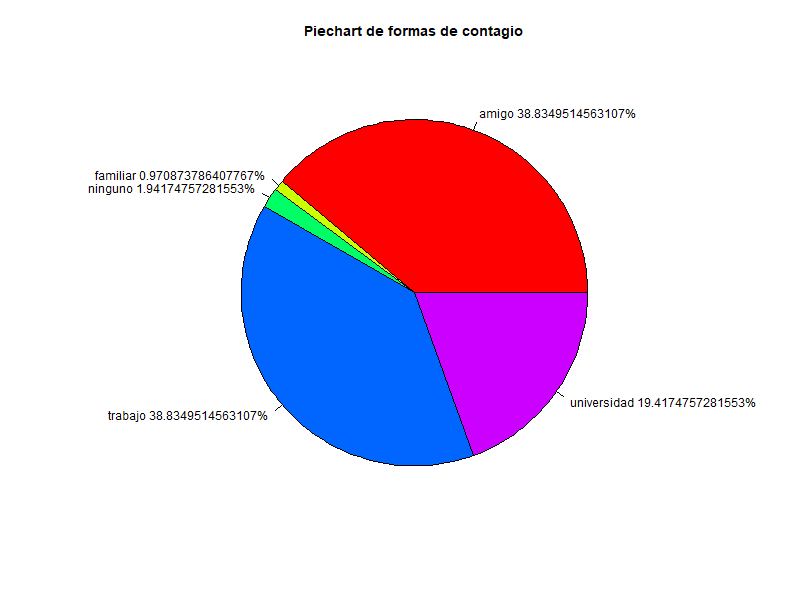 Piechart de formas de contagio
amigo 38.8349514563107%
familiar 0.970873786407767%
ninguno 1.94174757281553%
trabajo 38.8349514563107%
universidad 19.4174757281553%